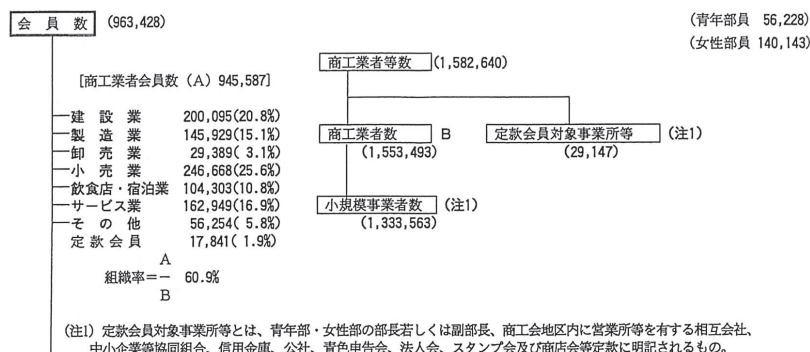 会員数 (963,428)
(青年部員 56,228)
(女性部員 140,143)
商工業者等数 (1,582,640)
[商工業者会員数(A) 945,587]
建設業 200,095(20.8%)
製造業 145,929(15.1%)
卸売業 29,389( 3.1%)
小売業 246,668(25.6%)
飲食店・宿泊業 104,303(10.8%)
サービス業 162,949(16.9%)
その他 56,254( 5.8%)
定款会員 17,841( 1.9%)
商工業者数 B
(1,553,493)
定款会員対象事業所等 (注1)
(29,147)
小規模事業者数 (注1)
(1,333,563)
A
組織率=― 60.9%
B
(注1) 定款会員対象事業所等とは、青年部・女性部の部長若しくは副部長、商工会地区内に営業所等を有する相互会社、
中小企業等協同組合、信用金庫、公社、青色申告会、法人会、スタンプ会及び商店会等定款に明記されるもの。